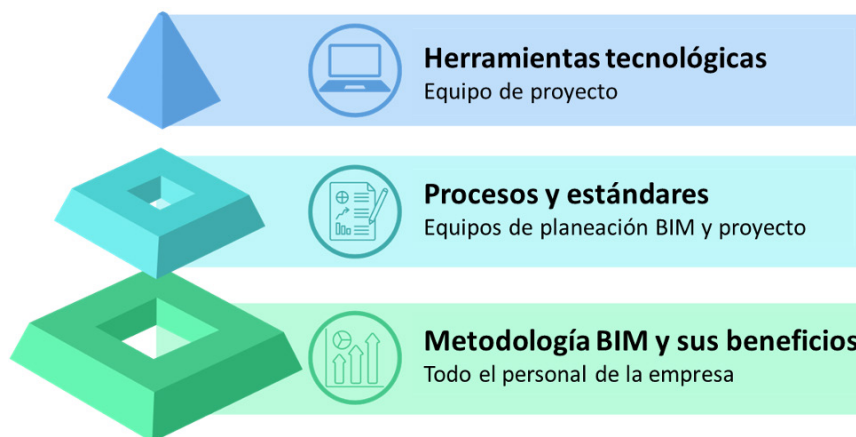 Herramientas tecnológicas
Equipo de proyecto
Procesos y estándares
Equipos de planeación BIM y proyecto
Metodología BIM y sus beneficios
Todo el personal de la empresa